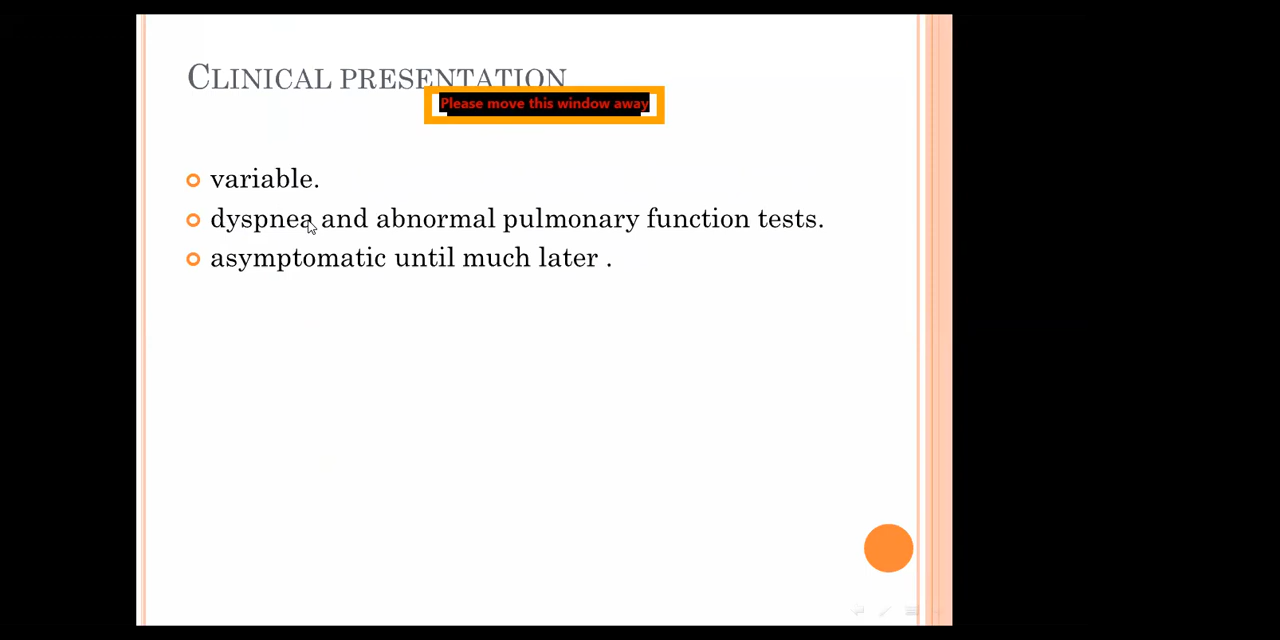 CLINICAL PRESENTATION
Please move this window away
variable.
dyspnea and abnormal pulmonary function tests.
asymptomatic until much later .